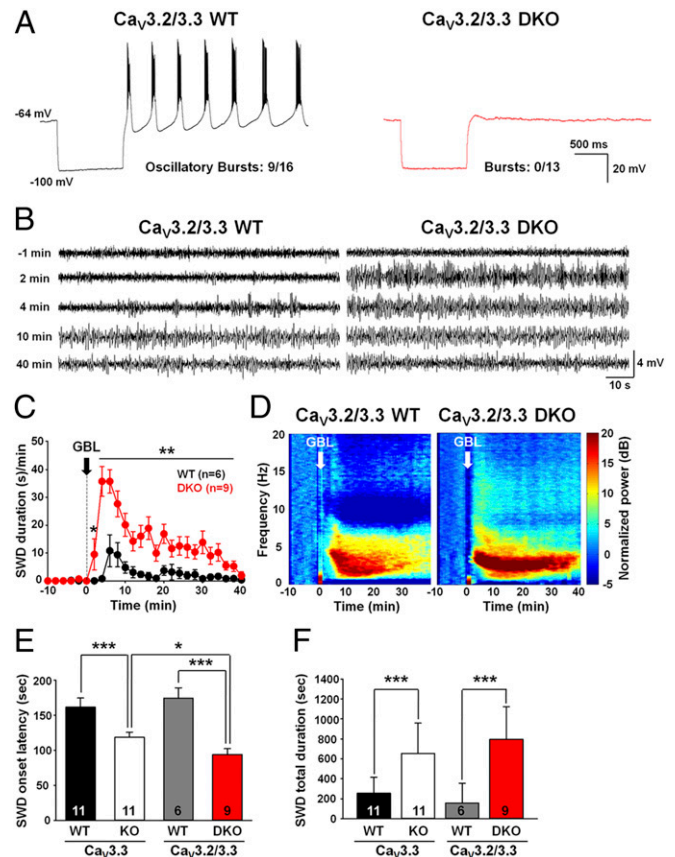 A
Cav3.2/3.3 WT
Cav3.2/3.3 DKO
-64 mV
-100 mV
Oscillatory Bursts: 9/16
Bursts: 0/13
500 ms
20 mV
B
Cav3.2/3.3 WT
Cav3.2/3.3 DKO
-1 min
2 min
4 min
10 min
40 min
4 mV
10 s
C
GBL
**
WT (n=6)
DKO (n=9)
*
SWD duration (s)/min
50
40
30
20
10
0
-10 0 10 20 30 40
Time (min)
D
Cav3.2/3.3 WT
Cav3.2/3.3 DKO
GBL
GBL
Frequency (Hz)
20
15
10
5
0
-10 0 10 20 30 40
-10 0 10 20 30 40
Time (min)
Time (min)
20
15
10
5
0
-5
Normalized power (dB)
E
*** * ***
SWD onset latency (sec)
200
150
100
50
0
11 11 6 9
WT KO WT DKO
Cav3.3 Cav3.2/3.3
F
*** ***
SWD total duration (sec)
1400
1200
1000
800
600
400
200
0
11 11 6 9
WT KO WT DKO
Cav3.3 Cav3.2/3.3